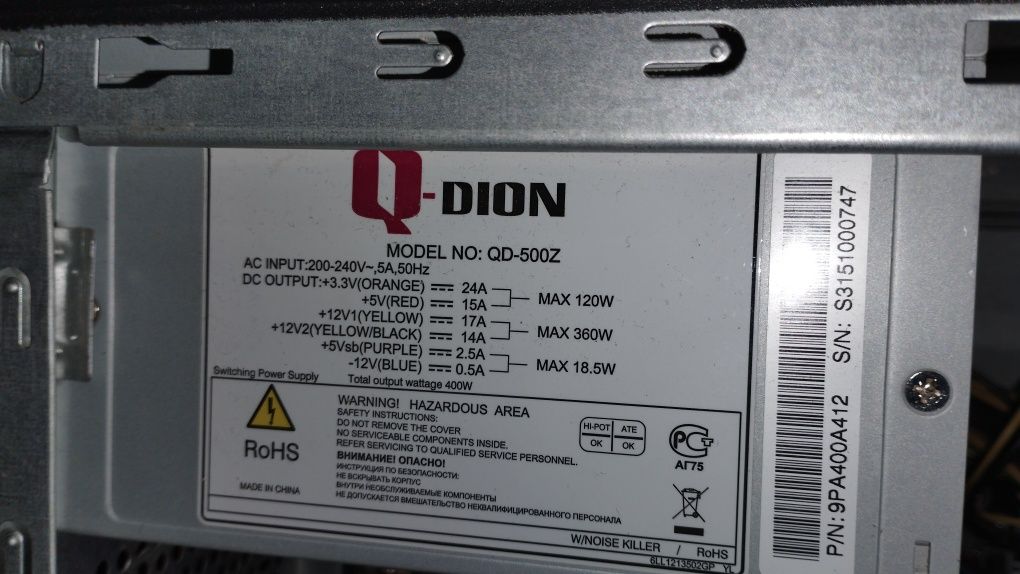 Q-DION
MODEL NO: QD-500Z
AC INPUT:200-240V~,5A,50Hz
DC OUTPUT:+3.3V(ORANGE) 24A
+5V(RED) 15A MAX 120W
+12V1(YELLOW) 17A
+12V2(YELLOW/BLACK) 14A MAX 360W
+5Vsb(PURPLE) 2.5A
-12V(BLUE) 0.5A MAX 18.5W
Switching Power Supply Total output wattage 400W
WARNING! HAZARDOUS AREA
SAFETY INSTRUCTIONS:
DO NOT REMOVE THE COVER
NO SERVICEABLE COMPONENTS INSIDE,
REFER SERVICING TO QUALIFIED SERVICE PERSONNEL.
ВНИМАНИЕ! ОПАСНО!
ИНСТРУКЦИЯ ПО БЕЗОПАСНОСТИ:
НЕ ВСКРЫВАТЬ КОРПУС
ВНУТРИ НЕОБСЛУЖИВАЕМЫЕ КОМПОНЕНТЫ
НЕ ДОПУСКАЕТСЯ ВМЕШАТЕЛЬСТВО НЕКВАЛИФИЦИРОВАННОГО ПЕРСОНАЛА
RoHS
MADE IN CHINA
HI-POT ATE
OK OK
РСТ
АГ75
W/NOISE KILLER / RoHS
SLL1213502GP YL
P/N: 9PA400A412 S/N: S3151000747